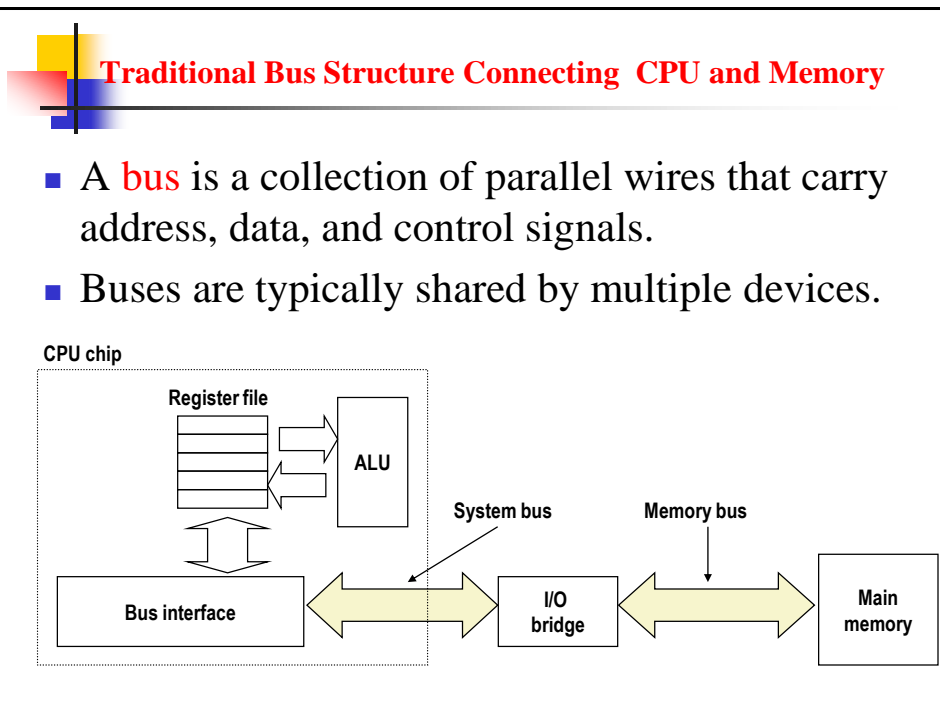 Traditional Bus Structure Connecting CPU and Memory
A bus is a collection of parallel wires that carry
address, data, and control signals.
Buses are typically shared by multiple devices.
CPU chip
Register file
ALU
System bus
Memory bus
Bus interface
I/O
bridge
Main
memory